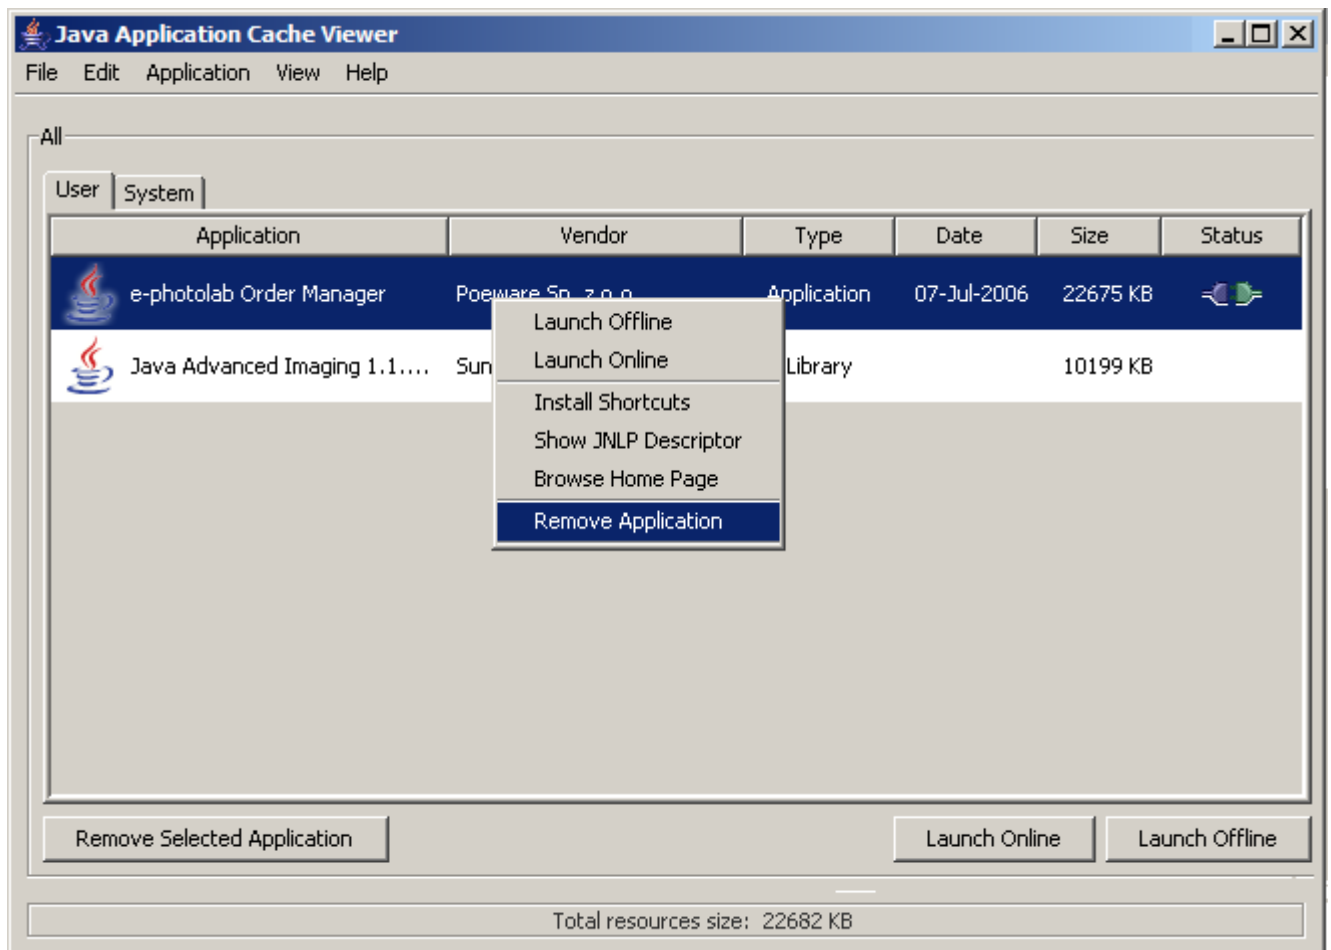 Java Application Cache Viewer
File Edit Application View Help
All
User System
Application Vendor Type Date Size Status
e-photolab Order Manager Poeware Sp. z o.o. Application 07-Jul-2006 22675 KB
Java Advanced Imaging 1.1.... Sun Library 10199 KB
Launch Offline
Launch Online
Install Shortcuts
Show JNLP Descriptor
Browse Home Page
Remove Application
Remove Selected Application Launch Online Launch Offline
Total resources size: 22682 KB